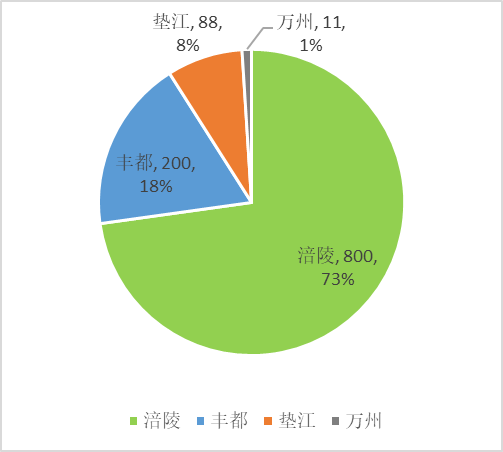 垫江, 88,
8%
万州, 11,
1%
丰都, 200,
18%
涪陵, 800,
73%
涪陵 丰都 垫江 万州